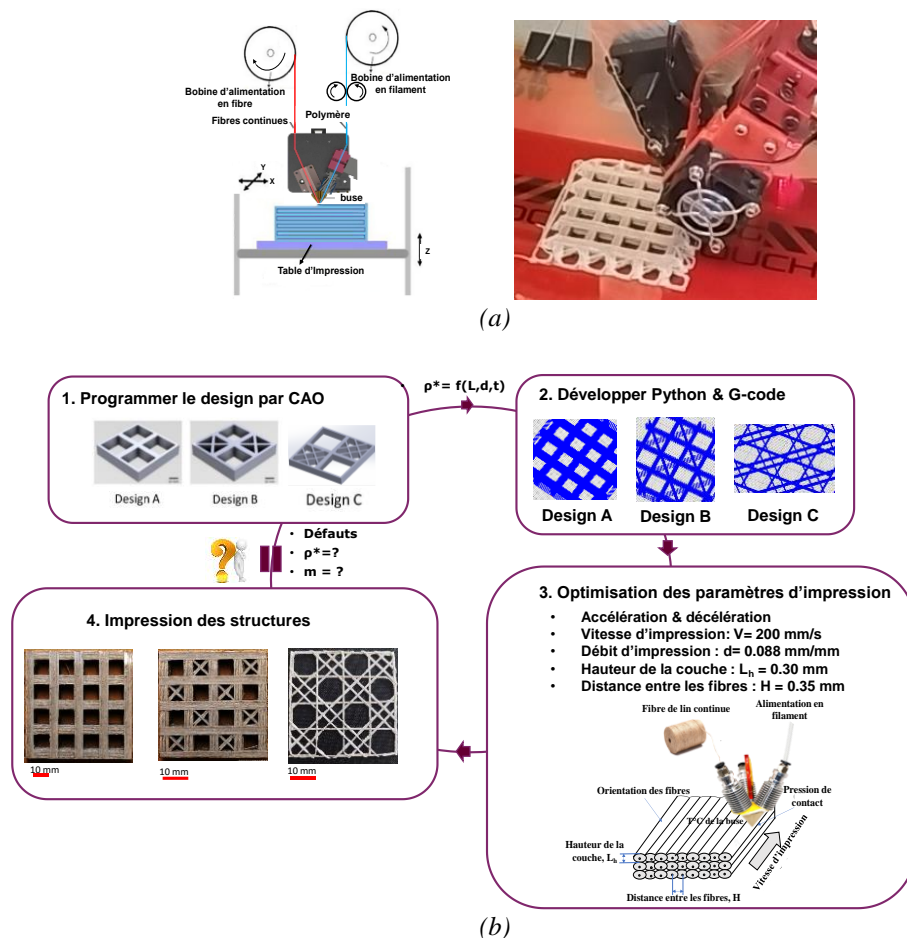 Bobine d'alimentation
en fibre
Bobine d'alimentation
en filament
Fibres continues
Polymère
Y
X
buse
Z
Table d'Impression
OUCH
(a)
1. Programmer le design par CAO
Design A
Design B
Design C
• ρ*= f(L,d,t)
2. Développer Python & G-code
Design A
Design B
Design C
• Défauts
• ρ*=?
• m = ?
3. Optimisation des paramètres d'impression
• Accélération & décélération
• Vitesse d'impression: V= 200 mm/s
• Débit d'impression : d= 0.088 mm/mm
• Hauteur de la couche : Lh = 0.30 mm
• Distance entre les fibres : H = 0.35 mm
Fibre de lin continue
Alimentation en
filament
Orientation des fibres
Pression de
contact
T°C de la buse
Hauteur de la
couche, Lh
Vitesse d'impression
Distance entre les fibres, H
4. Impression des structures
10 mm
10 mm
10 mm
(b)